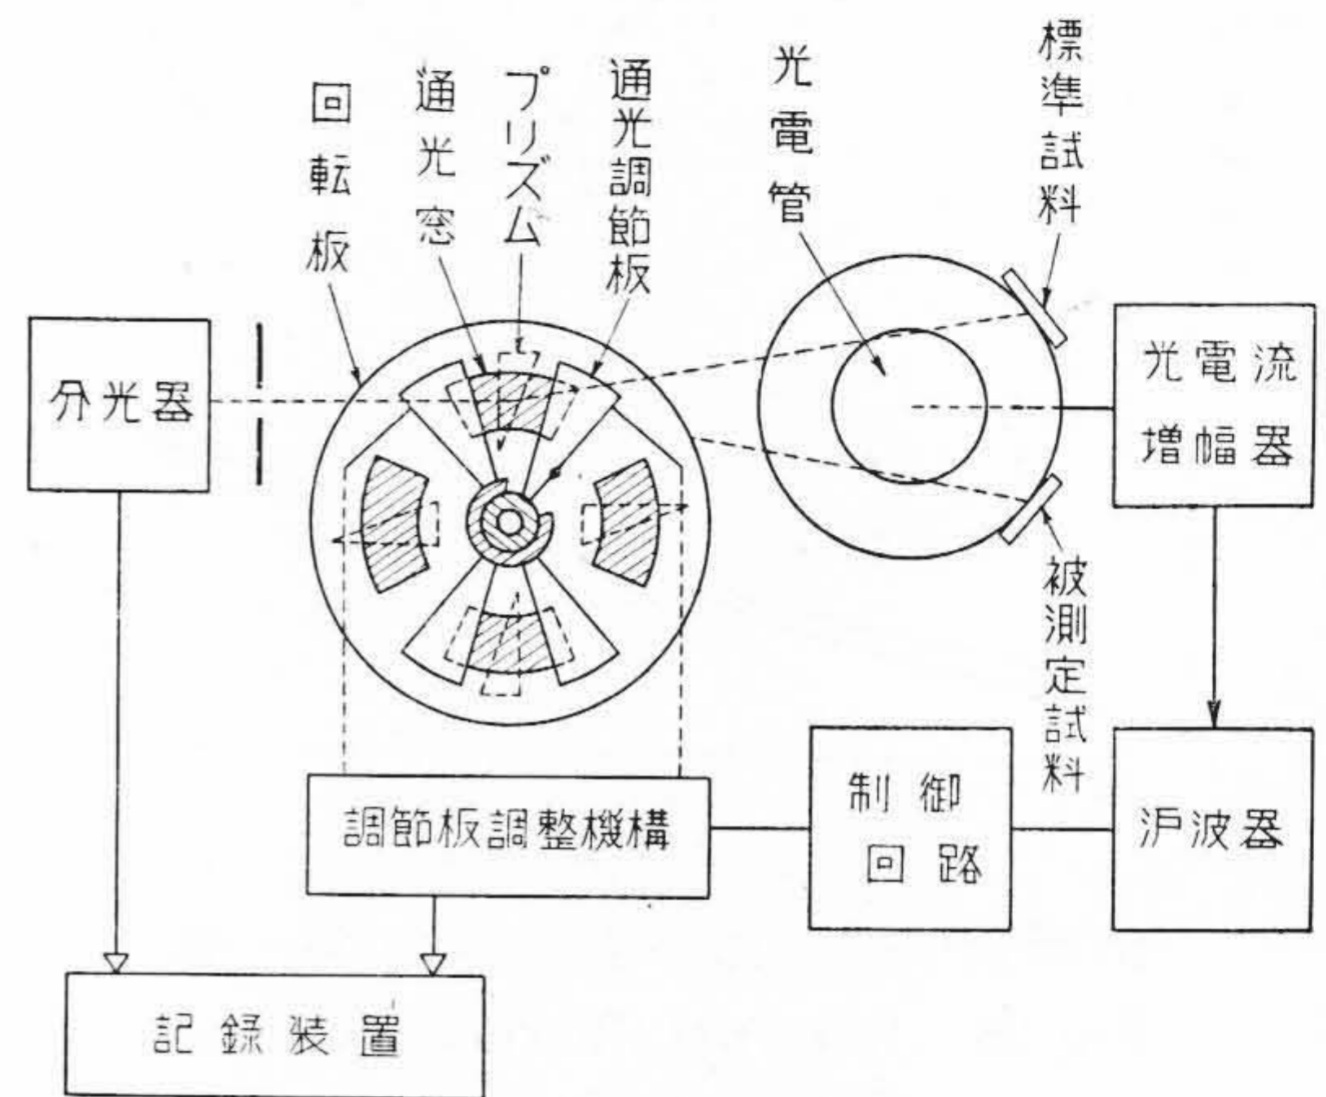 回転板
通光窓
プリズム
通光調節板
光電管
標準試料
分光器
光電流
増幅器
被測定試料
調節板調整機構
制御
回路
沪波器
記録装置